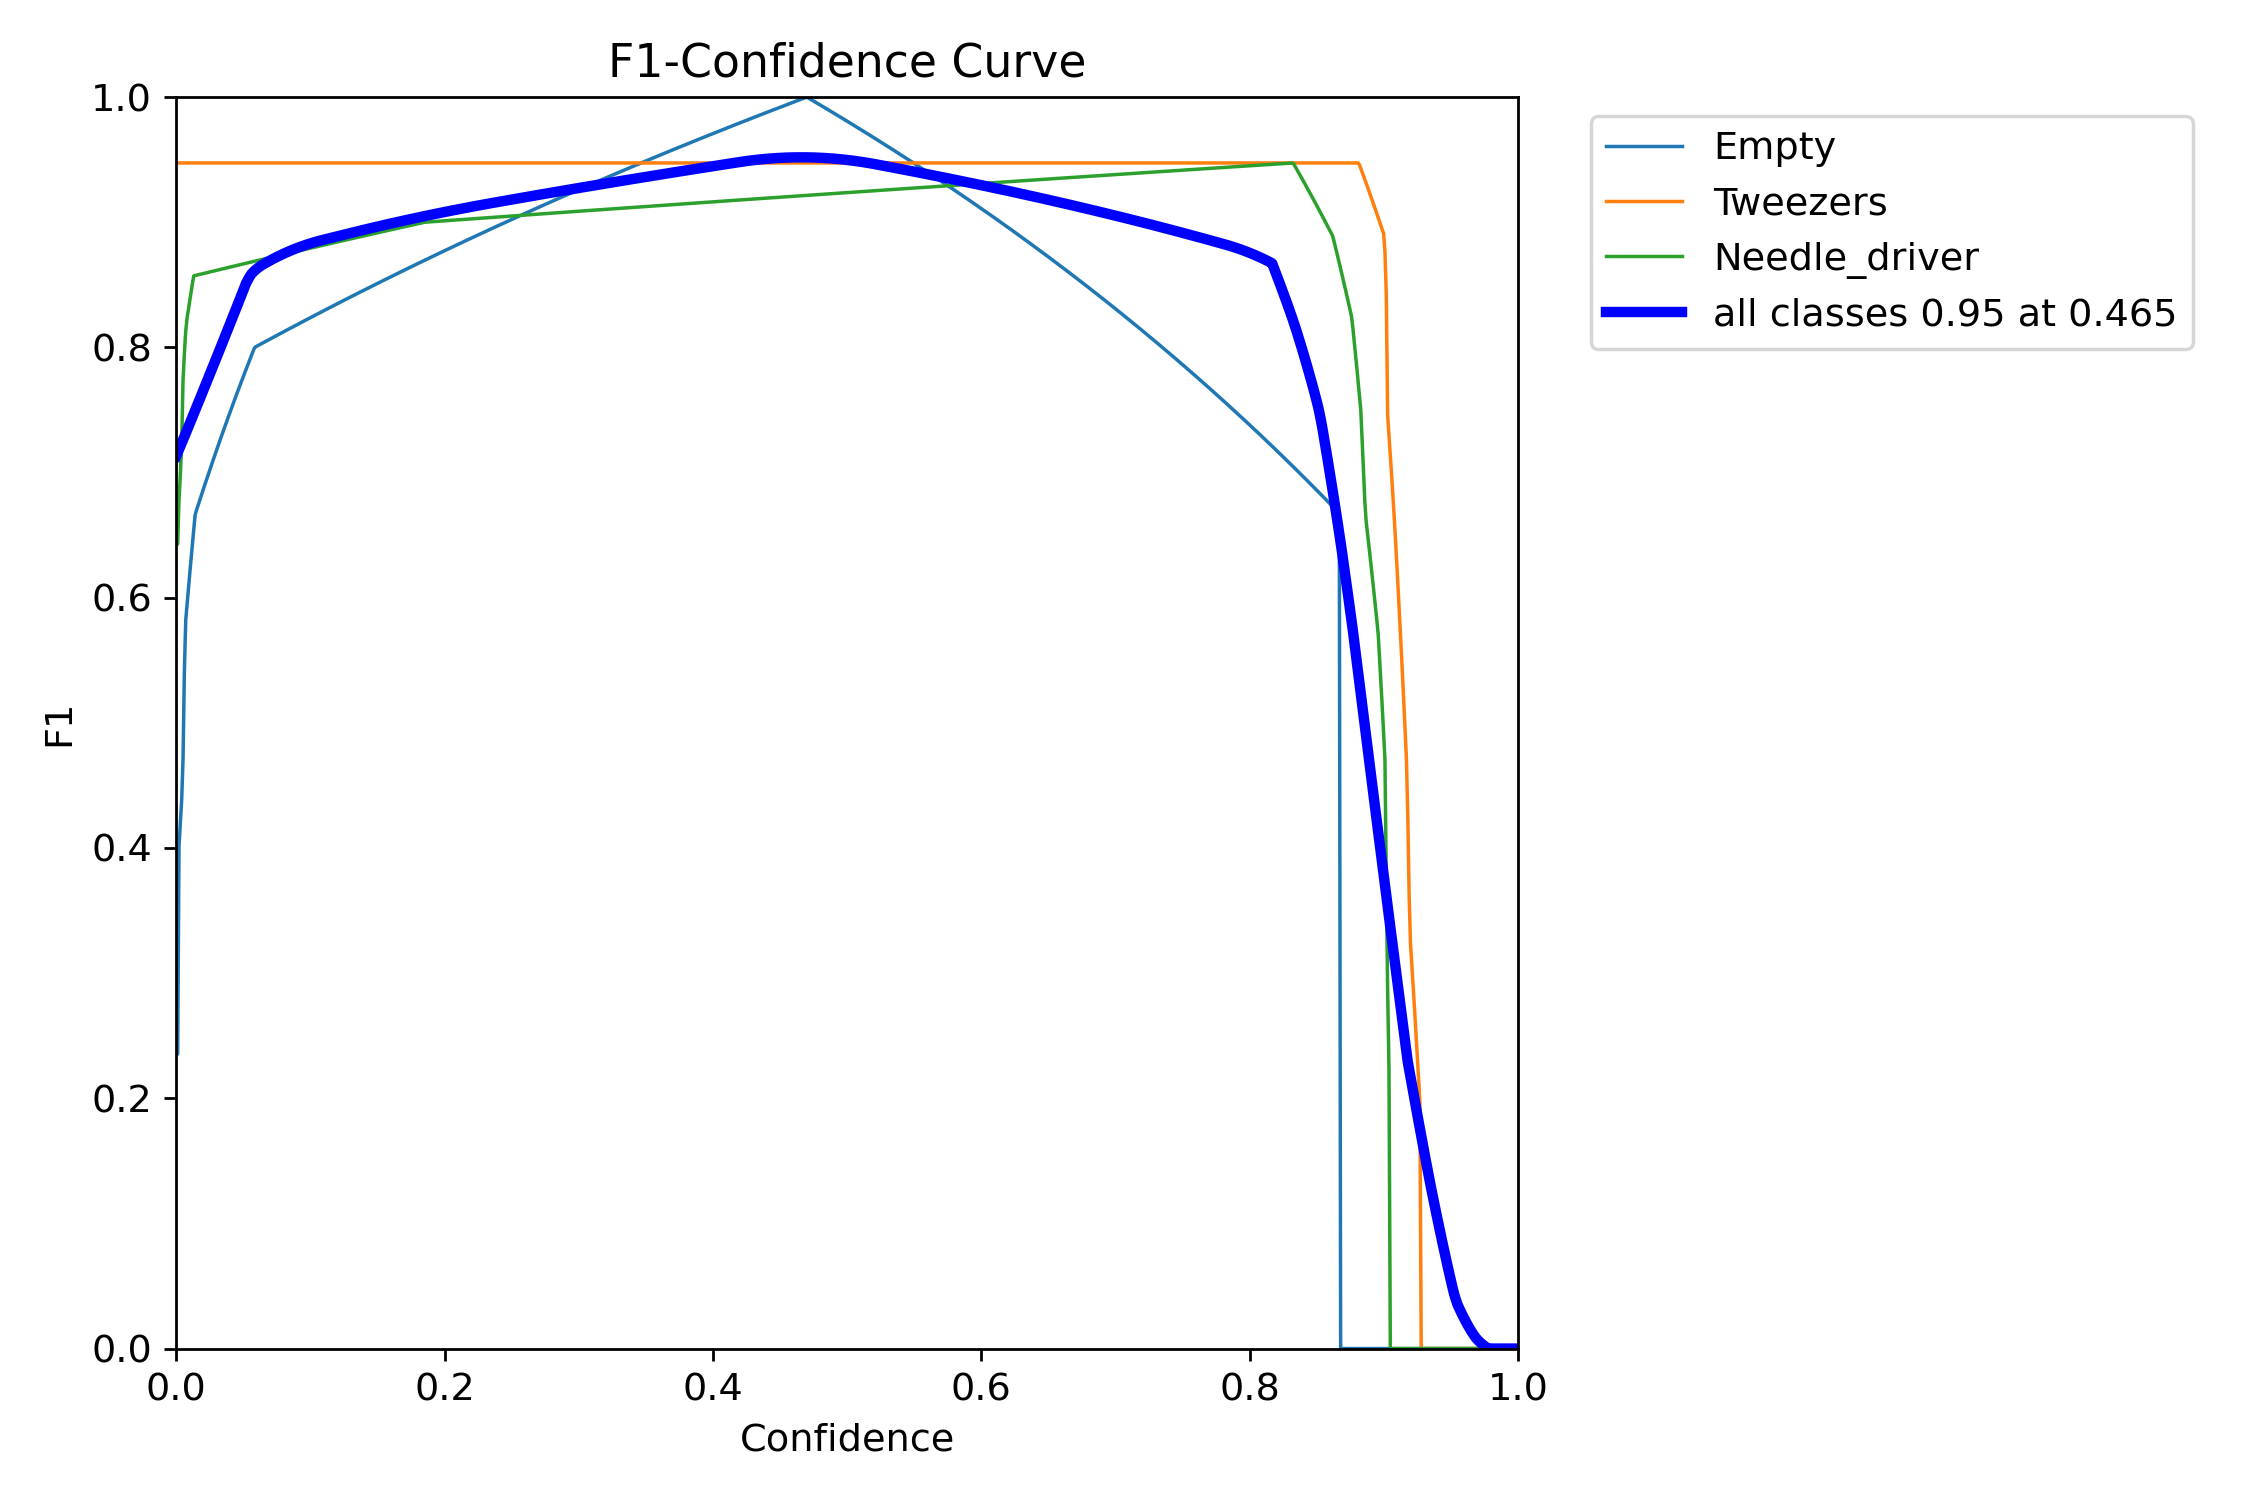 F1-Confidence Curve
1.0
0.8
0.6
0.4
0.2
0.0
F1
0.0 0.2 0.4 0.6 0.8 1.0
Confidence
Empty
Tweezers
Needle_driver
all classes 0.95 at 0.465